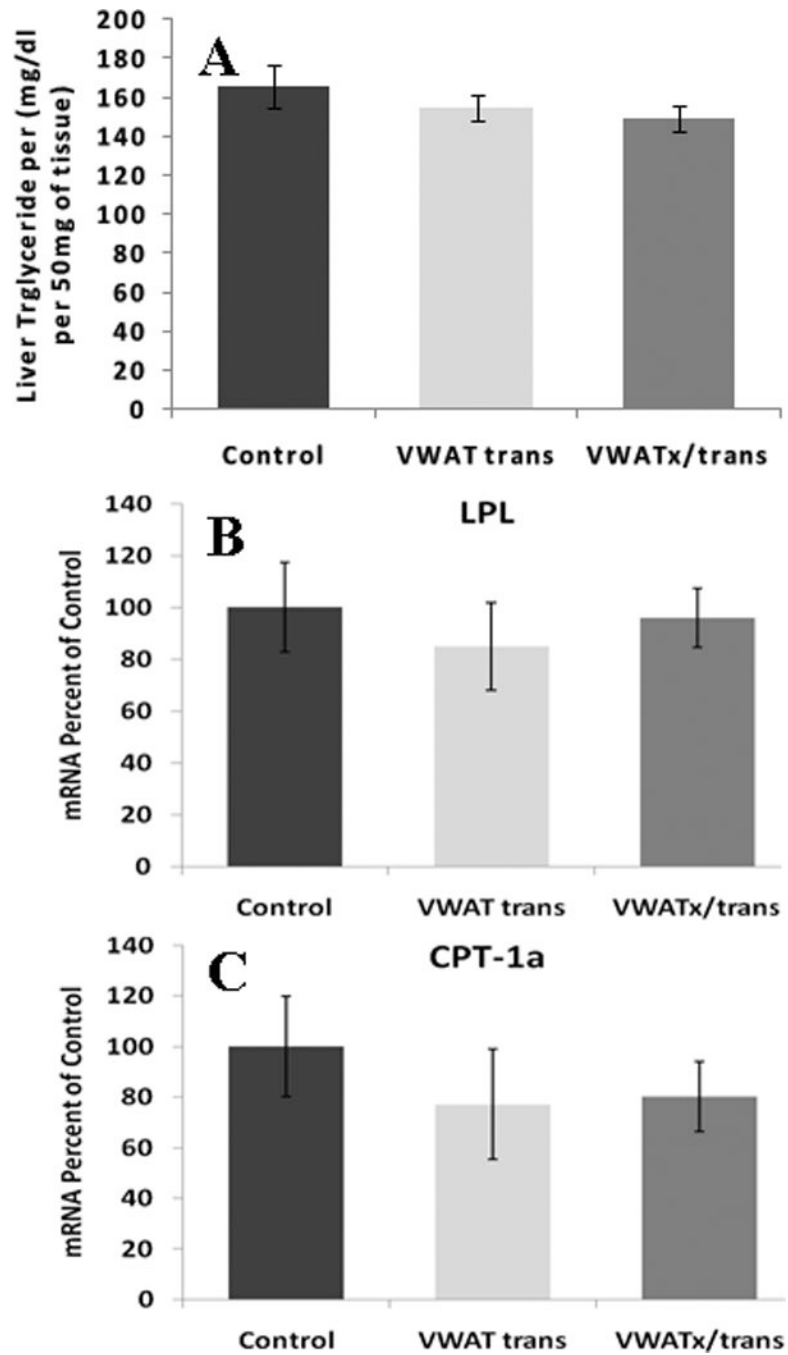 A
Liver Trglyceride per (mg/dl
per 50mg of tissue)
200
180
160
140
120
100
80
60
40
20
0
Control VWAT trans VWATx/trans
B
LPL
mRNA Percent of Control
140
120
100
80
60
40
20
0
Control VWAT trans VWATx/trans
C
CPT-1a
mRNA Percent of Control
140
120
100
80
60
40
20
0
Control VWAT trans VWATx/trans